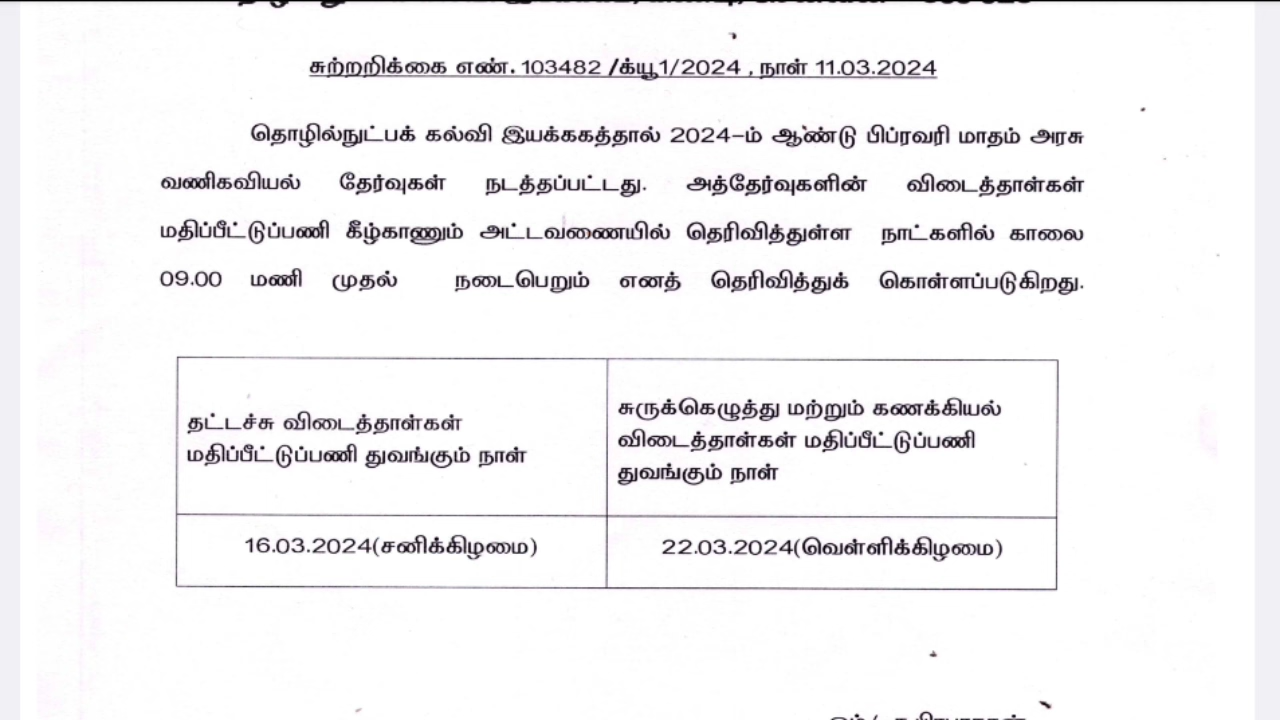 சுற்றறிக்கை எண். 103482 /க்யூ1/2024 , நாள் 11.03.2024
தொழில்நுட்பக் கல்வி இயக்ககத்தால் 2024-ம் ஆண்டு பிப்ரவரி மாதம் அரசு
வணிகவியல் தேர்வுகள் நடத்தப்பட்டது. அத்தேர்வுகளின் விடைத்தாள்கள்
மதிப்பீட்டுப்பணி கீழ்காணும் அட்டவணையில் தெரிவித்துள்ள நாட்களில் காலை
09.00 மணி முதல் நடைபெறும் எனத் தெரிவித்துக் கொள்ளப்படுகிறது.
தட்டச்சு விடைத்தாள்கள்
மதிப்பீட்டுப்பணி துவங்கும் நாள்
சுருக்கெழுத்து மற்றும் கணக்கியல்
விடைத்தாள்கள் மதிப்பீட்டுப்பணி
துவங்கும் நாள்
16.03.2024(சனிக்கிழமை)
22.03.2024(வெள்ளிக்கிழமை)